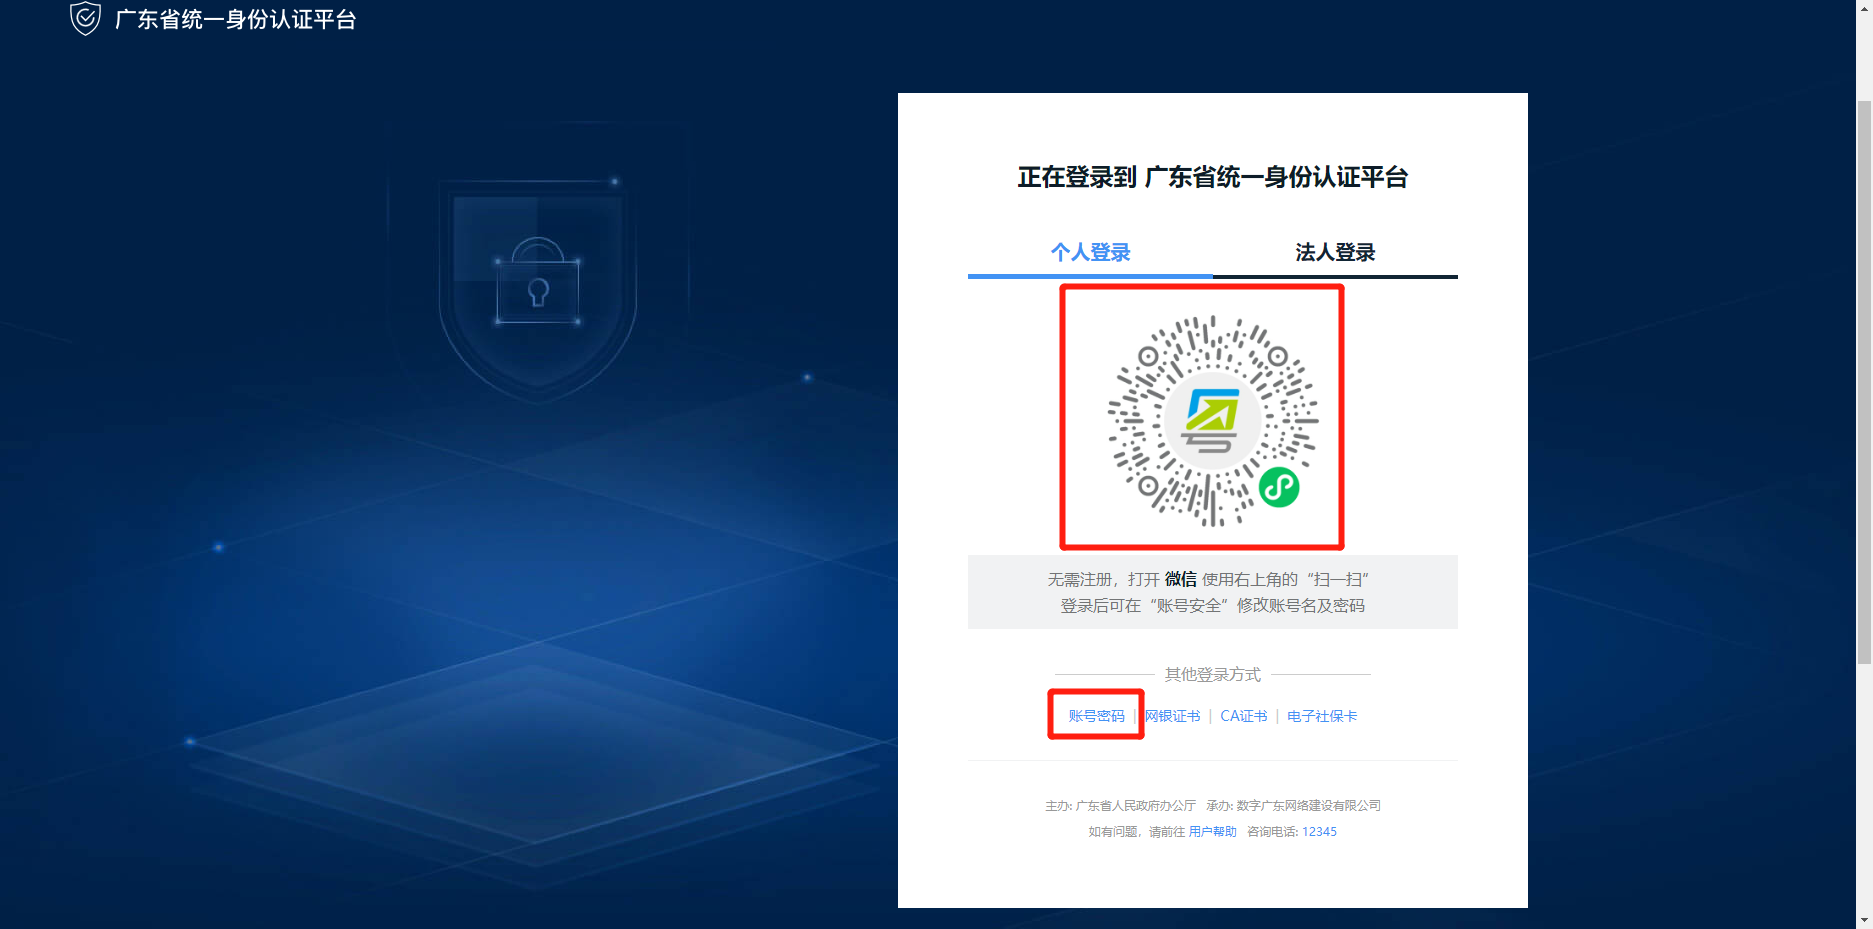 广东省统一身份认证平台
正在登录到 广东省统一身份认证平台
个人登录 法人登录
无需注册，打开 微信 使用右上角的“扫一扫”
登录后可在“账号安全”修改账号名及密码
其他登录方式
账号密码 | 网银证书 | CA证书 | 电子社保卡
主办: 广东省人民政府办公厅 承办: 数字广东网络建设有限公司
如有问题，请前往 用户帮助 咨询电话: 12345